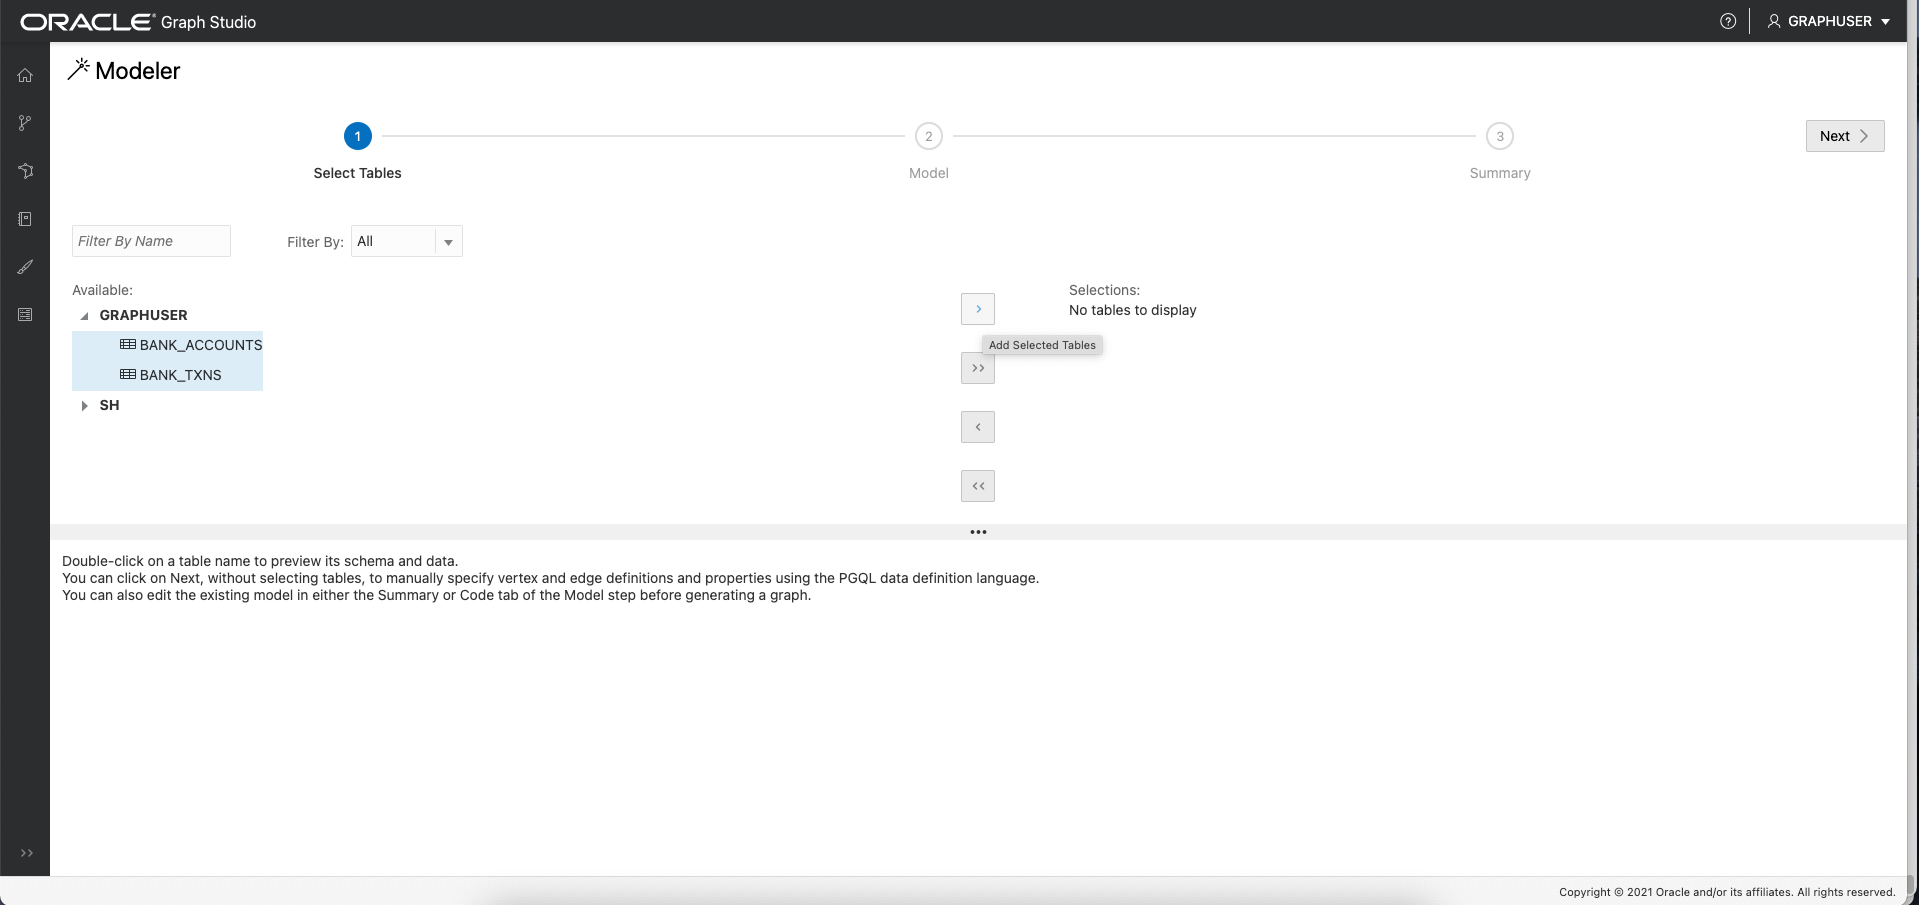 ORACLE® Graph Studio
GRAPHUSER
Modeler
1
2
3
Next
Select Tables
Model
Summary
Filter By Name
Filter By:
All
Available:
Selections:
GRAPHUSER
No tables to display
BANK_ACCOUNTS
Add Selected Tables
BANK_TXNS
SH
Double-click on a table name to preview its schema and data.
You can click on Next, without selecting tables, to manually specify vertex and edge definitions and properties using the PGQL data definition language.
You can also edit the existing model in either the Summary or Code tab of the Model step before generating a graph.
Copyright © 2021 Oracle and/or its affiliates. All rights reserved.